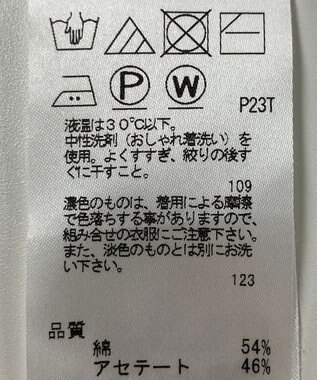 P W
P23T
液温は30℃以下。
中性洗剤（おしゃれ着洗い）を
使用。よくすすぎ、絞りの後す
ぐに干すこと。
109
濃色のものは、着用による摩擦
で色落ちする事がありますので、
組み合せの衣服にご注意下さい。
また、淡色のものとは別にお洗
い下さい。
123
品質
綿 54%
アセテート 46%